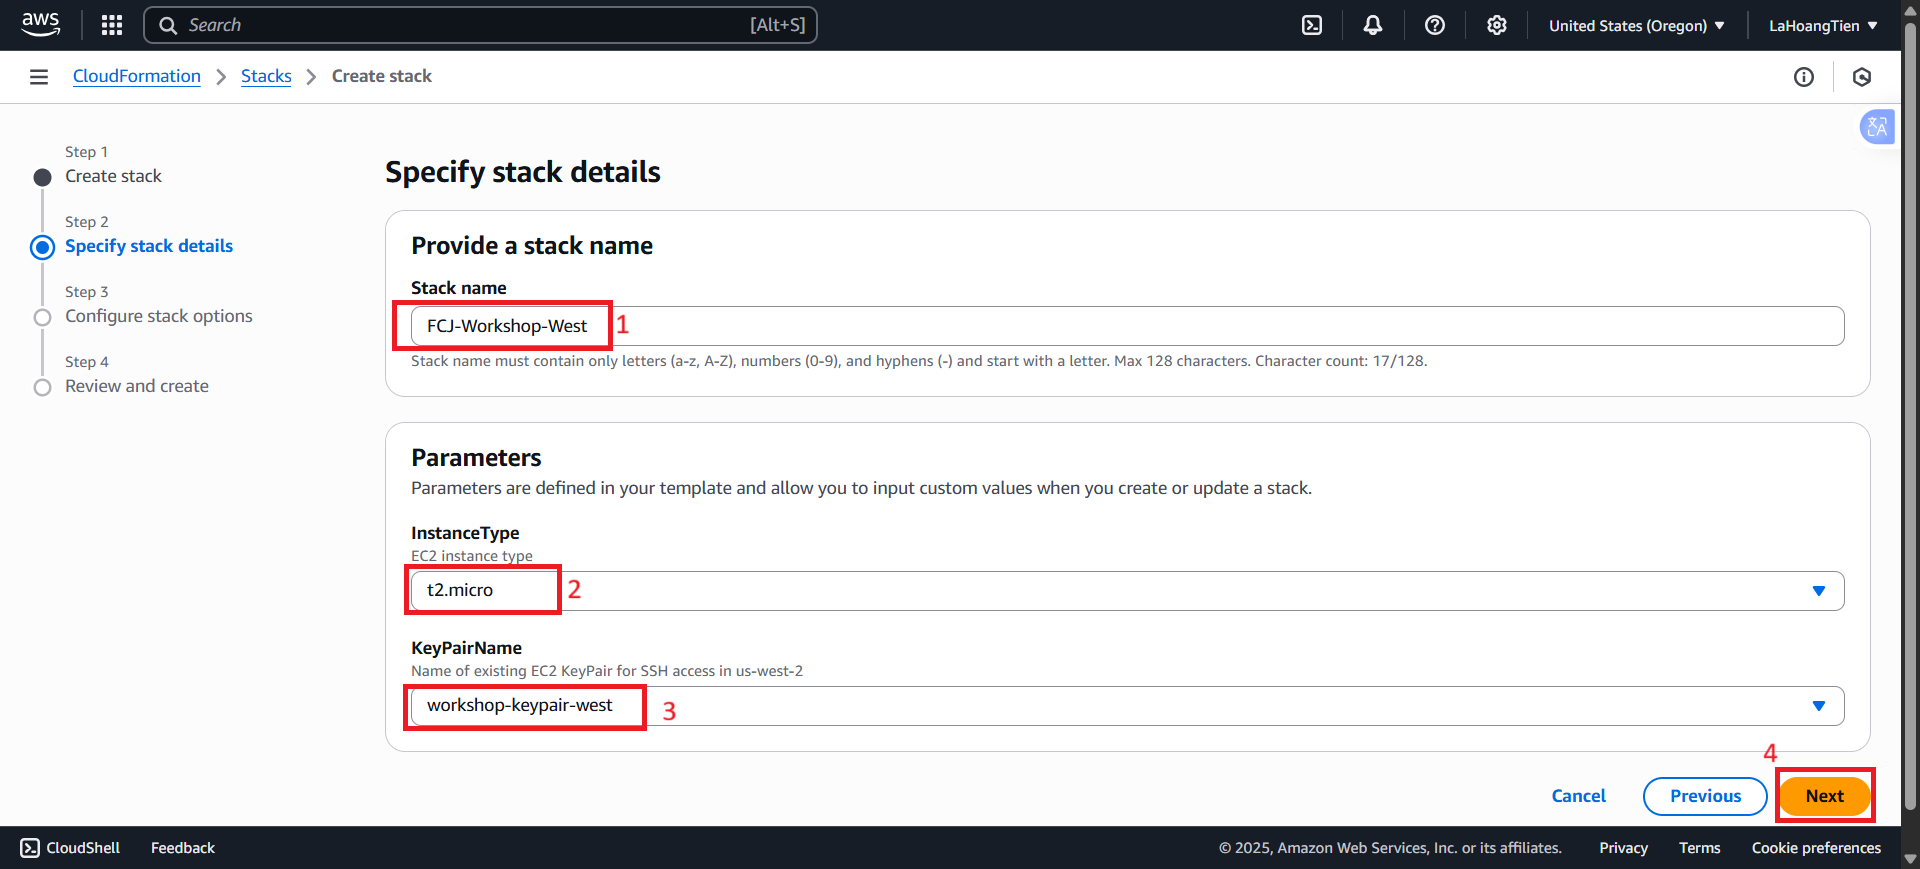 aws
Search [Alt+S]
United States (Oregon)
LaHoangTien
CloudFormation
Stacks
Create stack
Step 1
Create stack
Step 2
Specify stack details
Step 3
Configure stack options
Step 4
Review and create
Specify stack details
Provide a stack name
Stack name
FCJ-Workshop-West 1
Stack name must contain only letters (a-z, A-Z), numbers (0-9), and hyphens (-) and start with a letter. Max 128 characters. Character count: 17/128.
Parameters
Parameters are defined in your template and allow you to input custom values when you create or update a stack.
InstanceType
EC2 instance type
t2.micro 2
KeyPairName
Name of existing EC2 KeyPair for SSH access in us-west-2
workshop-keypair-west 3
4
Cancel Previous Next
CloudShell Feedback © 2025, Amazon Web Services, Inc. or its affiliates. Privacy Terms Cookie preferences